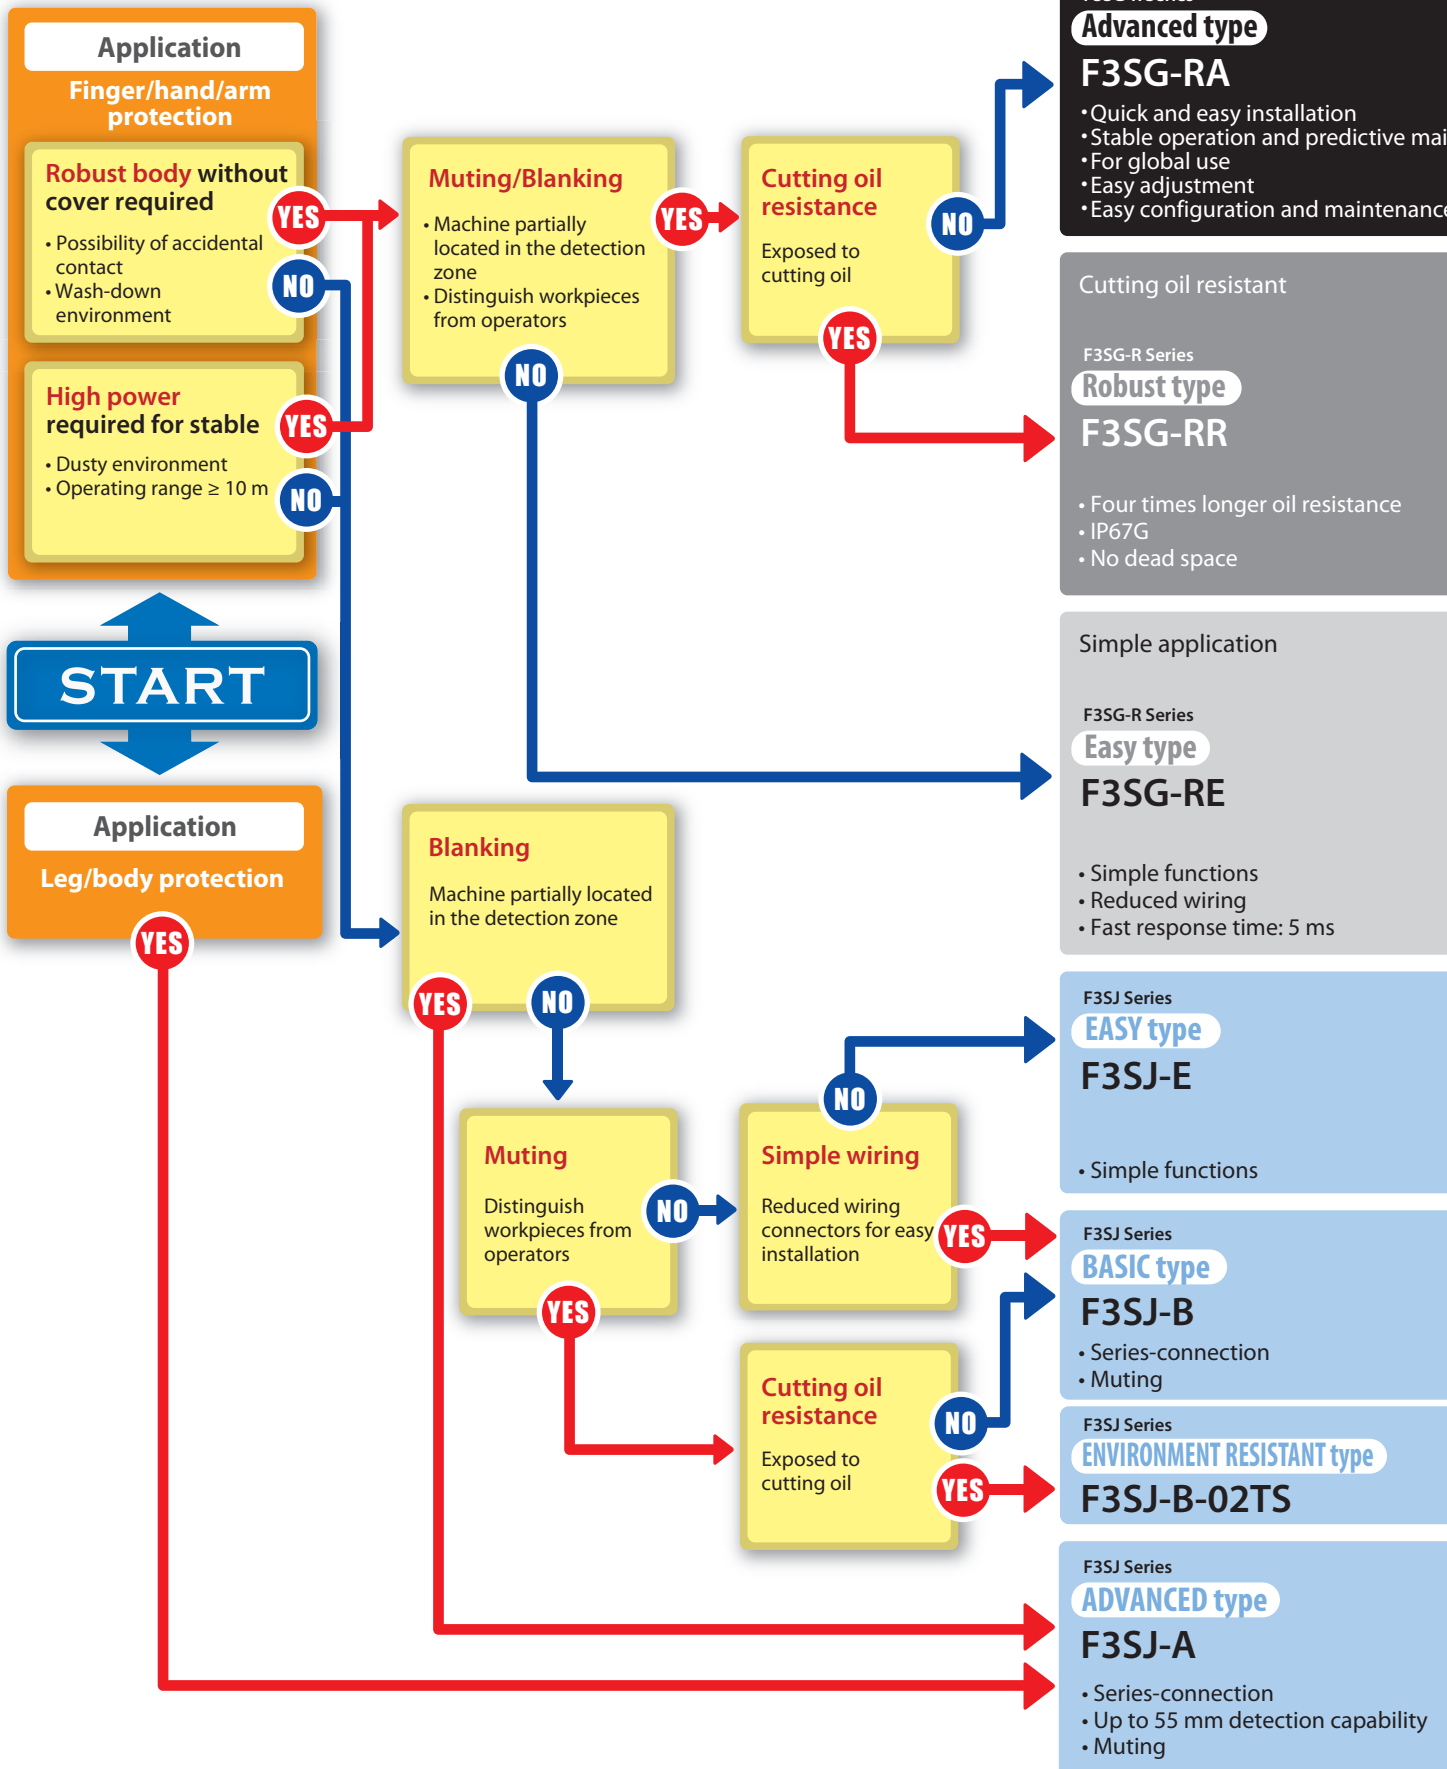 Application
Finger/hand/arm
protection
Robust body without
cover required
• Possibility of accidental
contact
• Wash-down
environment
YES
NO
High power
required for stable
• Dusty environment
• Operating range ≥ 10 m
YES
NO
START
Application
Leg/body protection
YES
Muting/Blanking
• Machine partially
located in the detection
zone
• Distinguish workpieces
from operators
YES
NO
Cutting oil
resistance
Exposed to
cutting oil
NO
YES
Blanking
Machine partially located
in the detection zone
YES
NO
Muting
Distinguish
workpieces from
operators
NO
YES
Simple wiring
Reduced wiring
connectors for easy
installation
NO
YES
Cutting oil
resistance
Exposed to
cutting oil
NO
YES
Advanced type
F3SG-RA
• Quick and easy installation
• Stable operation and predictive
• For global use
• Easy adjustment
• Easy configuration and maintenance
Cutting oil resistant
F3SG-R Series
Robust type
F3SG-RR
• Four times longer oil resistance
• IP67G
• No dead space
Simple application
F3SG-R Series
Easy type
F3SG-RE
• Simple functions
• Reduced wiring
• Fast response time: 5 ms
F3SJ Series
EASY type
F3SJ-E
• Simple functions
F3SJ Series
BASIC type
F3SJ-B
• Series-connection
• Muting
F3SJ Series
ENVIRONMENT RESISTANT type
F3SJ-B-02TS
F3SJ Series
ADVANCED type
F3SJ-A
• Series-connection
• Up to 55 mm detection capability
• Muting